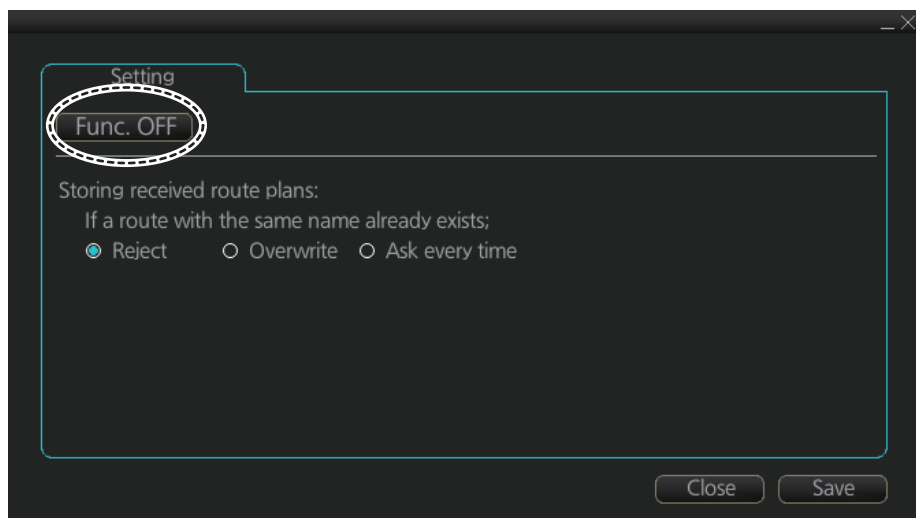 Setting
Func. OFF
Storing received route plans:
If a route with the same name already exists;
Reject Overwrite Ask every time
Close Save